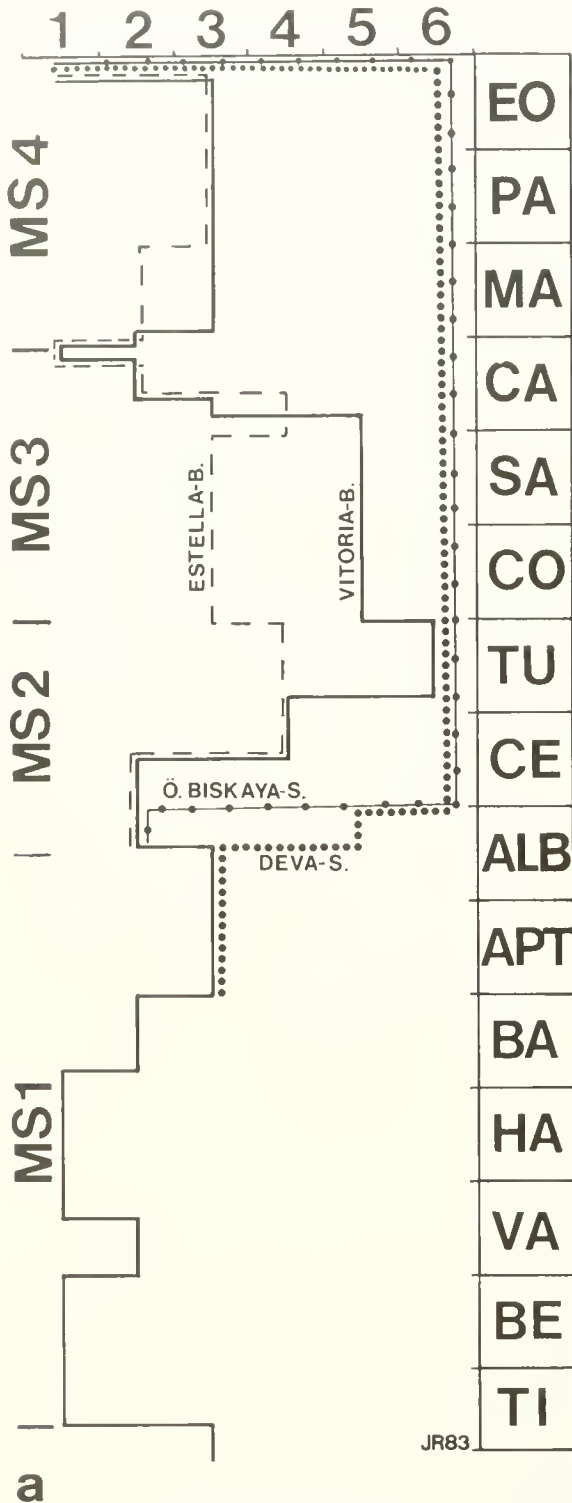 1 2 3 4 5 6
EO
PA
MA
CA
SA
CO
TU
CE
ALB
APT
BA
HA
VA
BE
TI
MS4
MS3
MS2
MS1
ESTELLA-B.
VITORIA-B.
Ö. BISKAYA-S.
DEVA-S.
JR83
a